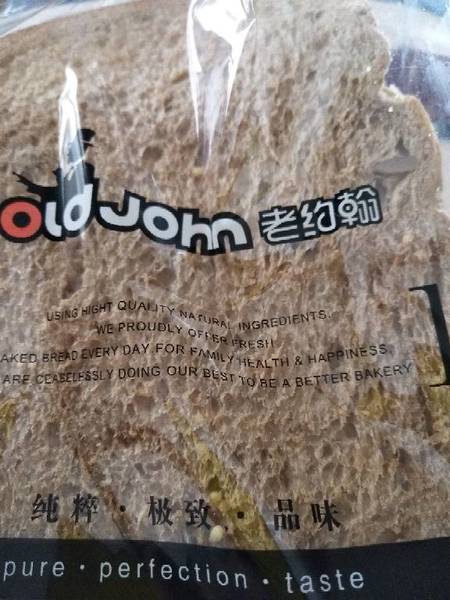 old John 老约翰
USING HIGHT QUALITY NATURAL INGREDIENTS,
WE PROUDLY OFFER FRESH
AKED BREAD EVERY DAY FOR FAMILY HEALTH & HAPPINESS,
ARE CEASELESSLY DOING OUR BEST TO BE A BETTER BAKERY
纯粹·极致·品味
pure · perfection · taste